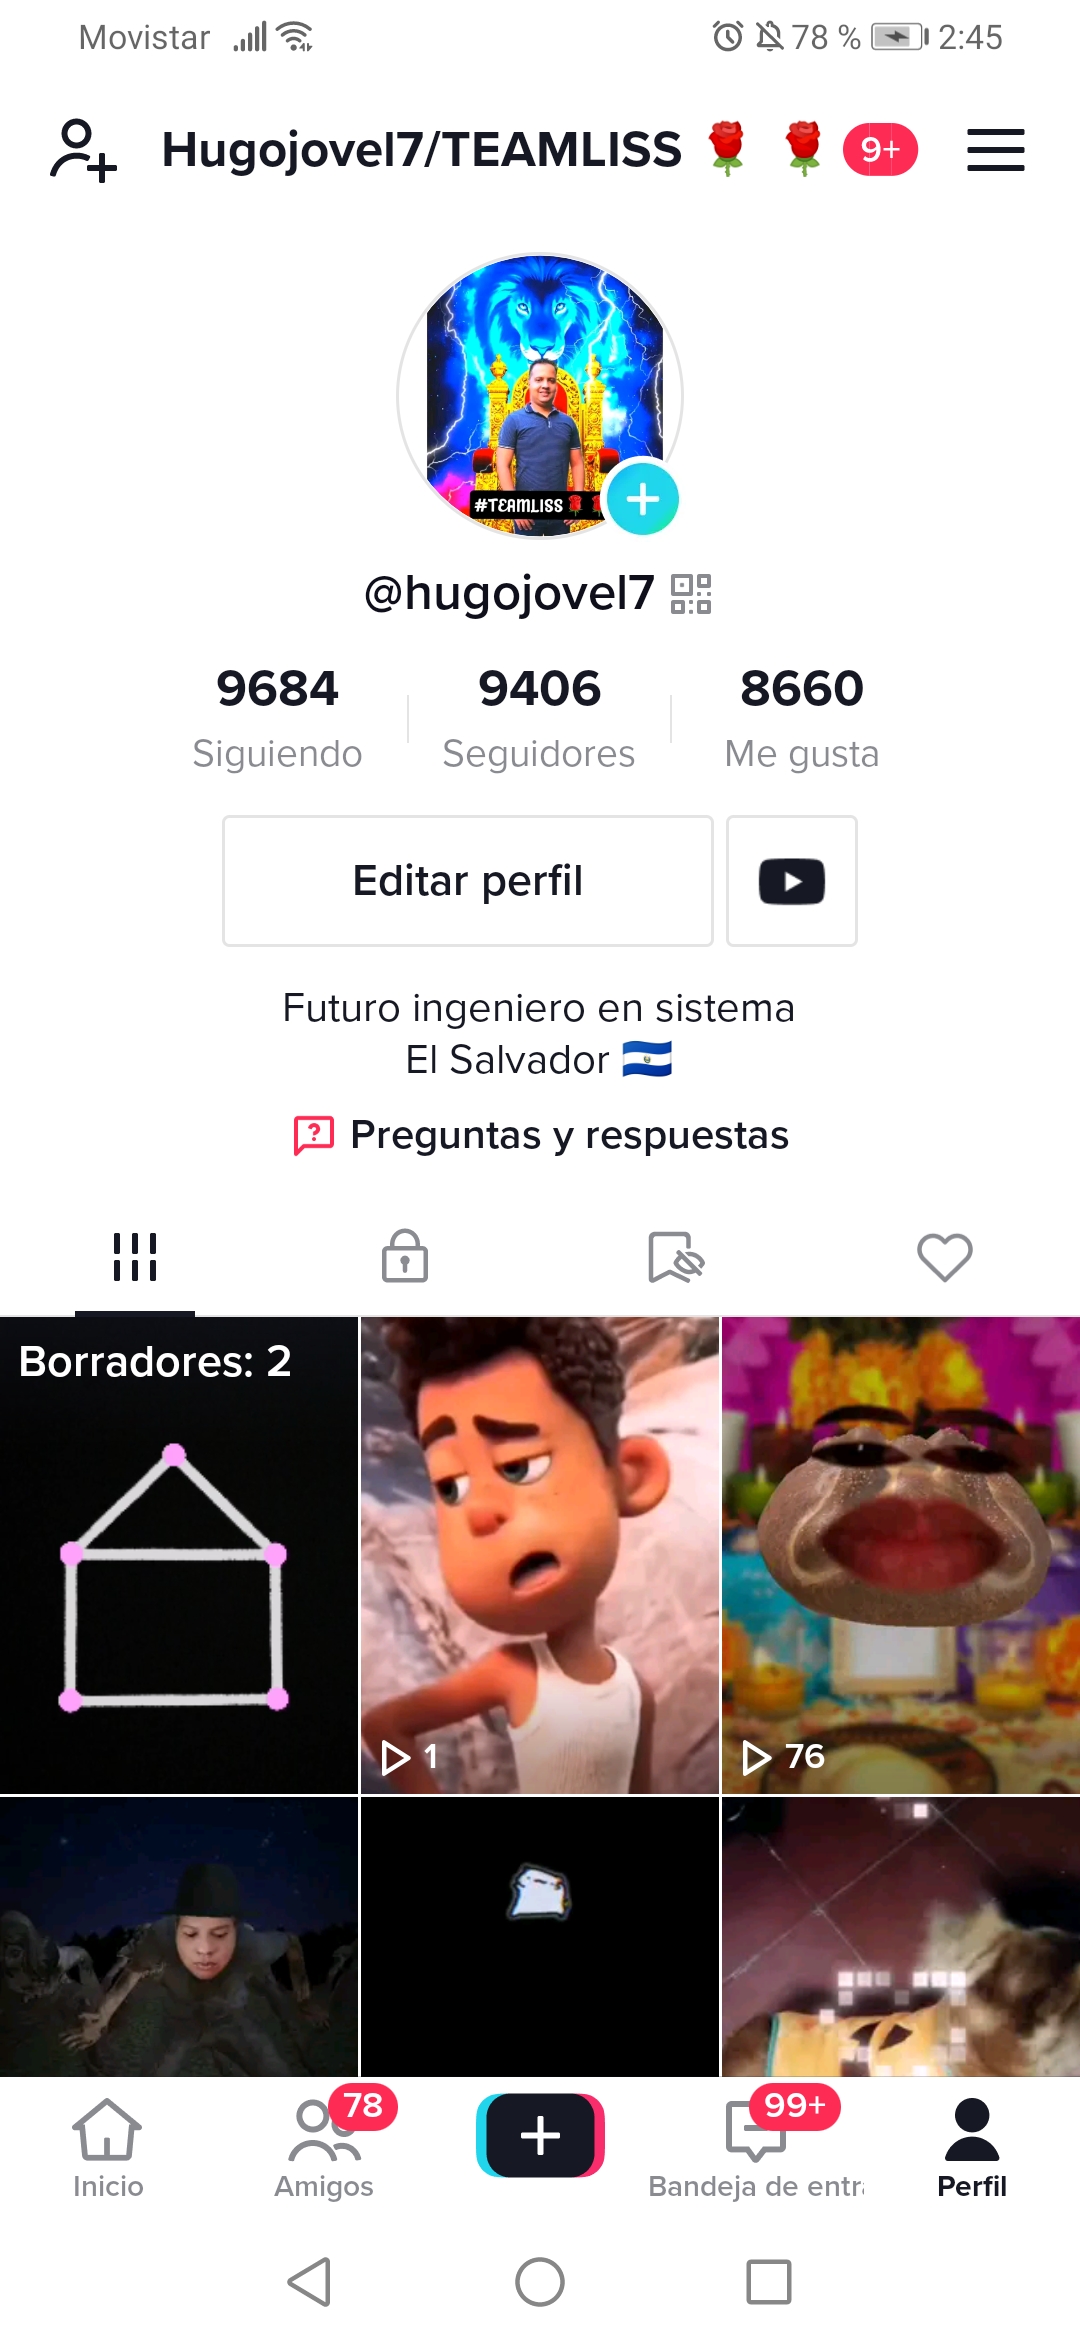 Movistar 78 % 2:45
Hugojovel7/TEAMLISS 🌹 🌹 9+
#TEAMLISS 🌹
@hugojovel7
9684 9406 8660
Siguiendo Seguidores Me gusta
Editar perfil
Futuro ingeniero en sistema
El Salvador 🇸🇻
Preguntas y respuestas
Borradores: 2
1 76
78 99+
Inicio Amigos Bandeja de entra Perfil